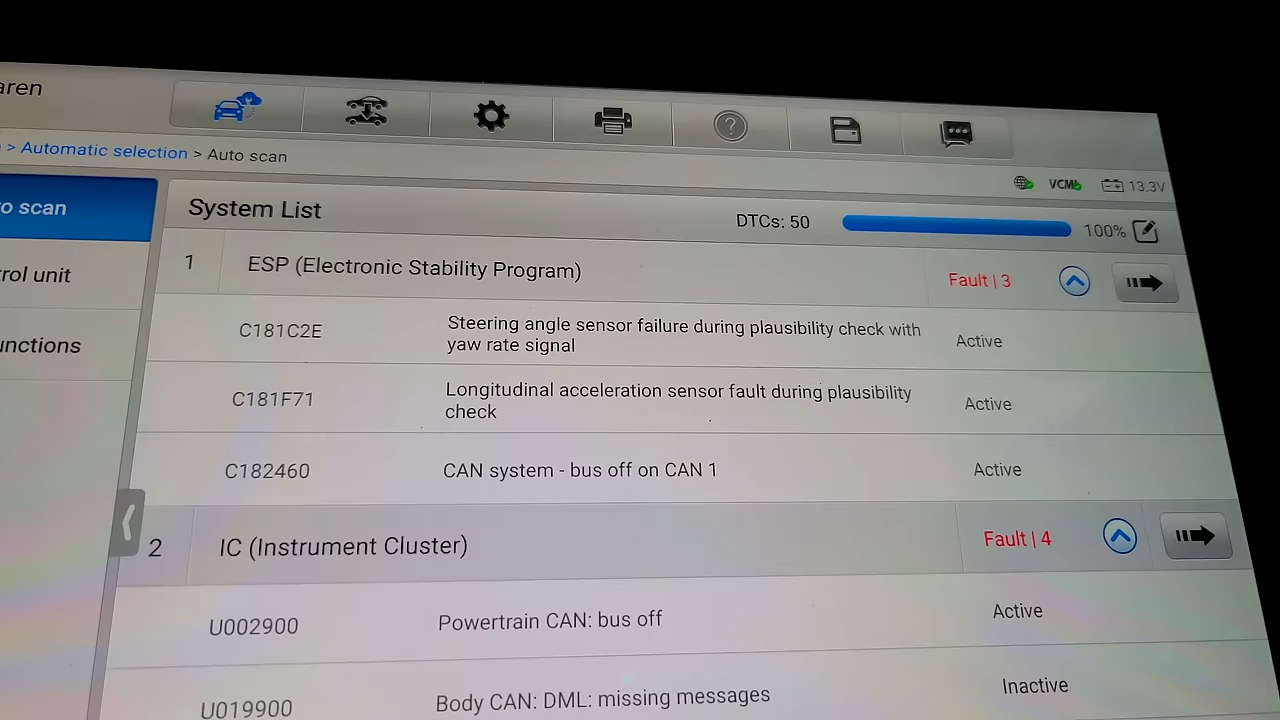 aren
> Automatic selection > Auto scan
VCMI
13.3V
o scan
System List
DTCs: 50
100%
rol unit
1
ESP (Electronic Stability Program)
Fault | 3
unctions
C181C2E
Steering angle sensor failure during plausibility check with
yaw rate signal
Active
C181F71
Longitudinal acceleration sensor fault during plausibility
check
Active
C182460
CAN system - bus off on CAN 1
Active
2
IC (Instrument Cluster)
Fault | 4
U002900
Powertrain CAN: bus off
Active
U019900
Body CAN: DML: missing messages
Inactive